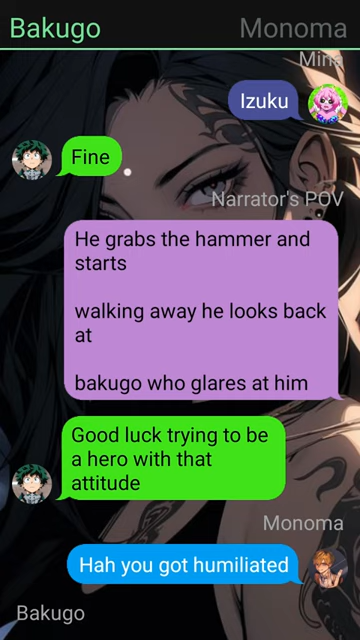 Bakugo Monoma
Mina
Izuku
Fine
Narrator's POV
He grabs the hammer and
starts
walking away he looks back
at
bakugo who glares at him
Good luck trying to be
a hero with that
attitude
Monoma
Hah you got humiliated
Bakugo